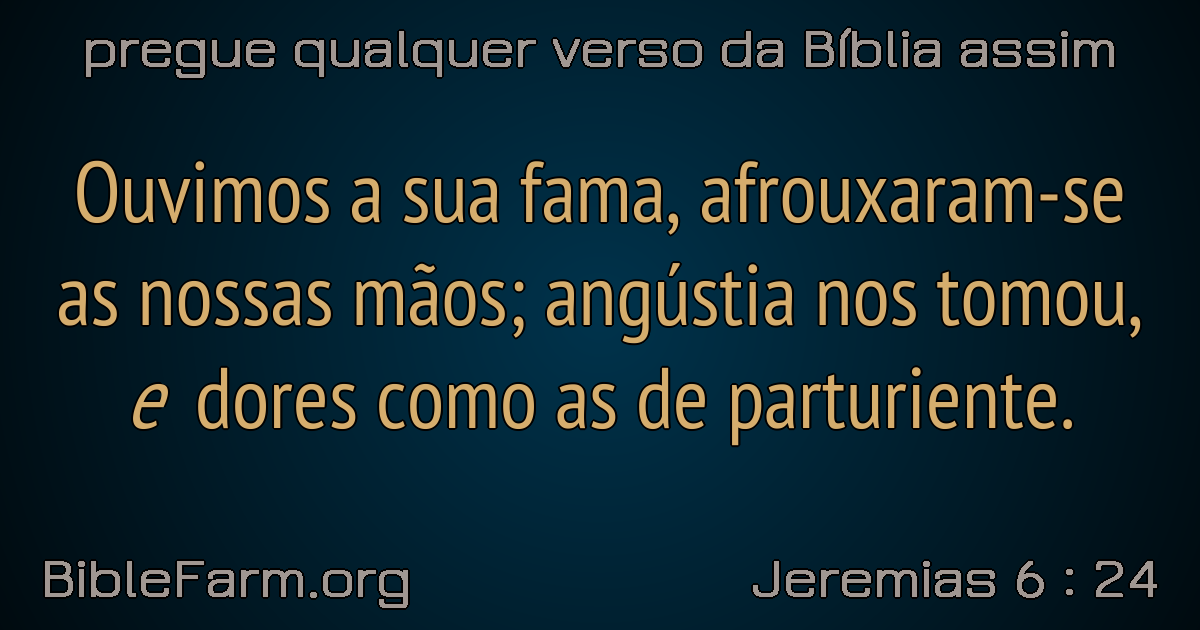 pregue qualquer verso da Bíblia assim
Ouvimos a sua fama, afrouxaram-se
as nossas mãos; angústia nos tomou,
e dores como as de parturiente.
BibleFarm.org
Jeremias 6 : 24